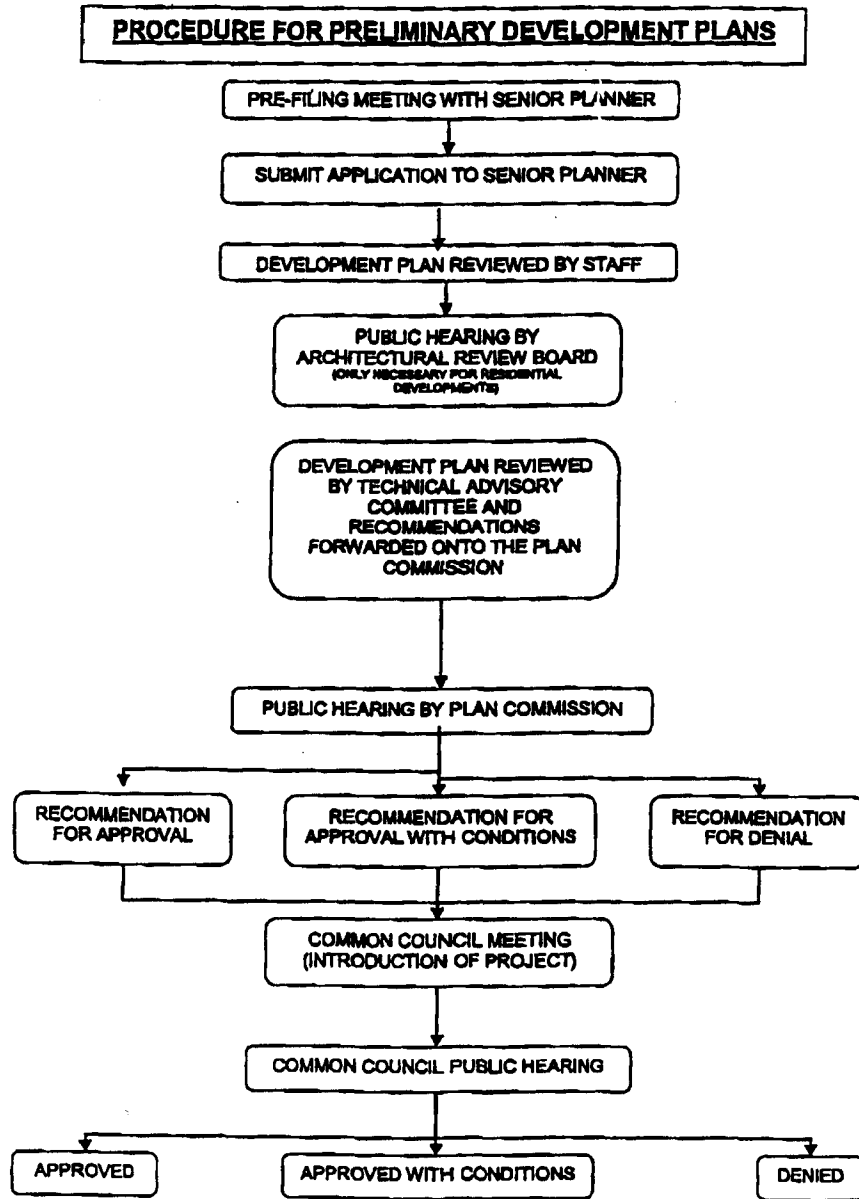 PROCEDURE FOR PRELIMINARY DEVELOPMENT PLANS
PRE-FILING MEETING WITH SENIOR PLANNER
SUBMIT APPLICATION TO SENIOR PLANNER
DEVELOPMENT PLAN REVIEWED BY STAFF
PUBLIC HEARING BY
ARCHITECTURAL REVIEW BOARD
(ONLY NECESSARY FOR RESIDENTIAL
DEVELOPMENTS)
DEVELOPMENT PLAN REVIEWED
BY TECHNICAL ADVISORY
COMMITTEE AND
RECOMMENDATIONS
FORWARDED ONTO THE PLAN
COMMISSION
PUBLIC HEARING BY PLAN COMMISSION
RECOMMENDATION
FOR APPROVAL
RECOMMENDATION FOR
APPROVAL WITH CONDITIONS
RECOMMENDATION
FOR DENIAL
COMMON COUNCIL MEETING
(INTRODUCTION OF PROJECT)
COMMON COUNCIL PUBLIC HEARING
APPROVED
APPROVED WITH CONDITIONS
DENIED